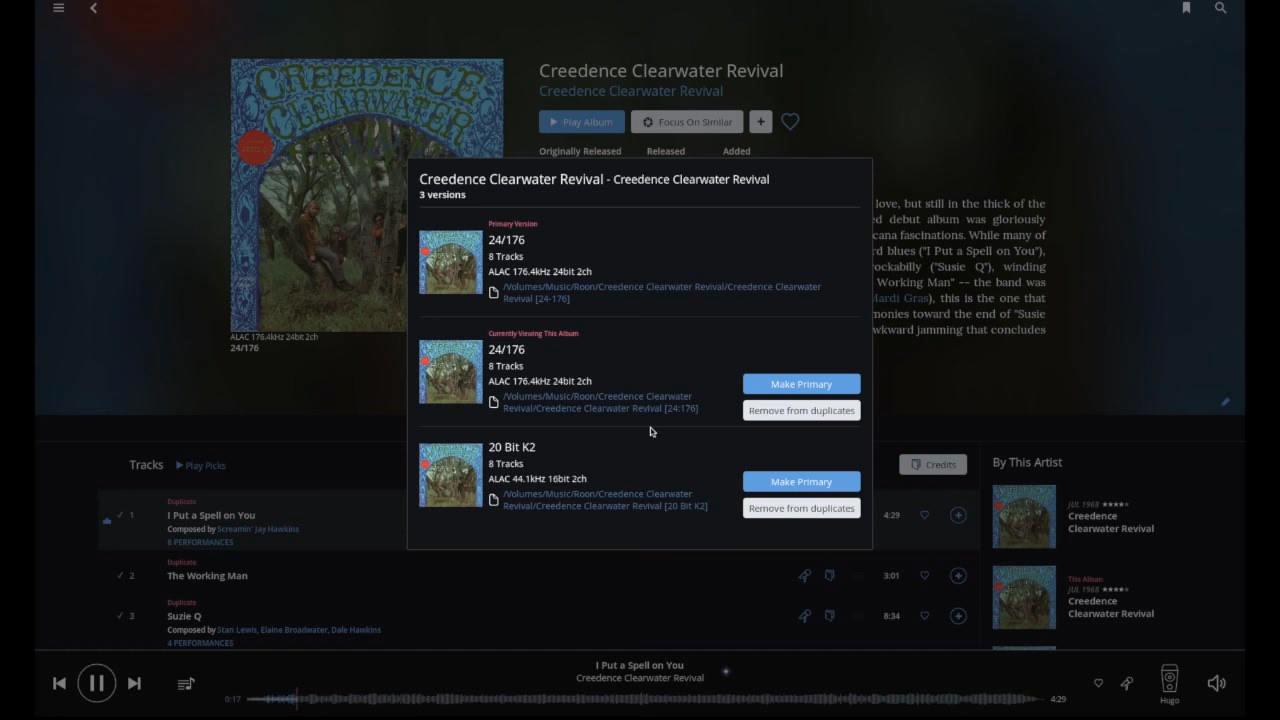 CREEDENCE
CLEARWATER
Creedence Clearwater Revival
Creedence Clearwater Revival
Play Album
Focus On Similar
+
Originally Released
Released
Added
Creedence Clearwater Revival - Creedence Clearwater Revival
3 versions
Primary Version
24/176
8 Tracks
ALAC 176.4kHz 24bit 2ch
/Volumes/Music/Roon/Creedence Clearwater Revival/Creedence Clearwater
Revival [24-176]
Currently Viewing This Album
24/176
8 Tracks
ALAC 176.4kHz 24bit 2ch
/Volumes/Music/Roon/Creedence Clearwater
Revival/Creedence Clearwater Revival [24:176]
Make Primary
Remove from duplicates
20 Bit K2
8 Tracks
ALAC 44.1kHz 16bit 2ch
/Volumes/Music/Roon/Creedence Clearwater
Revival/Creedence Clearwater Revival [20 Bit K2]
Make Primary
Remove from duplicates
love, but still in the thick of the
ed debut album was gloriously
cana fascinations. While many of
rd blues ("I Put a Spell on You"),
rockabilly ("Susie Q"), winding
Working Man" -- the band was
Mardi Gras), this is the one that
monies toward the end of "Susie
wkward jamming that concludes
ALAC 176.4kHz 24bit 2ch
24/176
Tracks
Play Picks
Credits
Duplicate
1 I Put a Spell on You 4:29
Composed by Screamin' Jay Hawkins
8 PERFORMANCES
Duplicate
2 The Working Man 3:01
Duplicate
3 Suzie Q 8:34
Composed by Stan Lewis, Elaine Broadwater, Dale Hawkins
4 PERFORMANCES
By This Artist
JUL 1968
Creedence
Clearwater Revival
This Album
JUL 1968
Creedence
Clearwater Revival
I Put a Spell on You
Creedence Clearwater Revival
0:17
4:29
Hugo